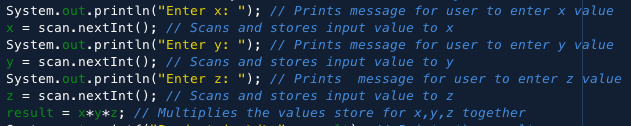 System.out.println("Enter x: "); // Prints message for user to enter x value
x = scan.nextInt(); // Scans and stores input value to x
System.out.println("Enter y: "); // Prints message for user to enter y value
y = scan.nextInt(); // Scans and stores input value to y
System.out.println("Enter z: "); // Prints  message for user to enter z value
z = scan.nextInt(); // Scans and stores input value to z
result = x*y*z; // Multiplies the values store for x,y,z together